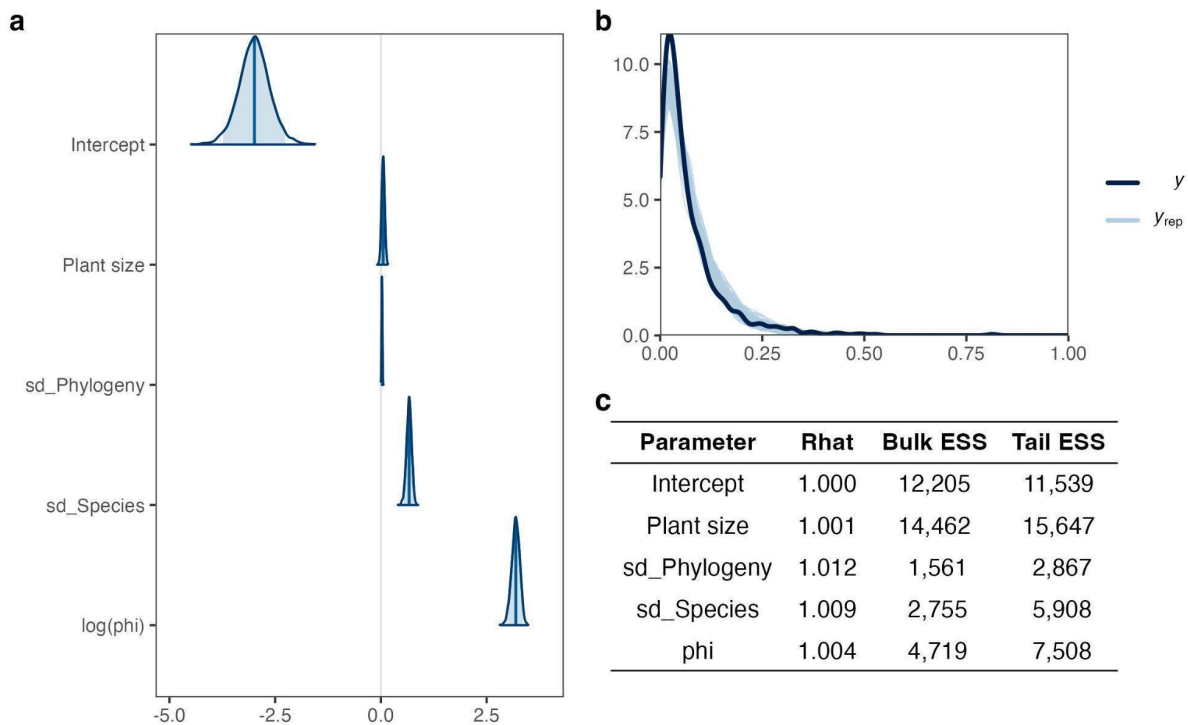 a
Intercept
Plant size
sd_Phylogeny
sd_Species
log(phi)
-5.0 -2.5 0.0 2.5
b
10.0
7.5
5.0
2.5
0.0
0.00 0.25 0.50 0.75 1.00
y
yrep
c
Parameter Rhat Bulk ESS Tail ESS
Intercept 1.000 12,205 11,539
Plant size 1.001 14,462 15,647
sd_Phylogeny 1.012 1,561 2,867
sd_Species 1.009 2,755 5,908
phi 1.004 4,719 7,508